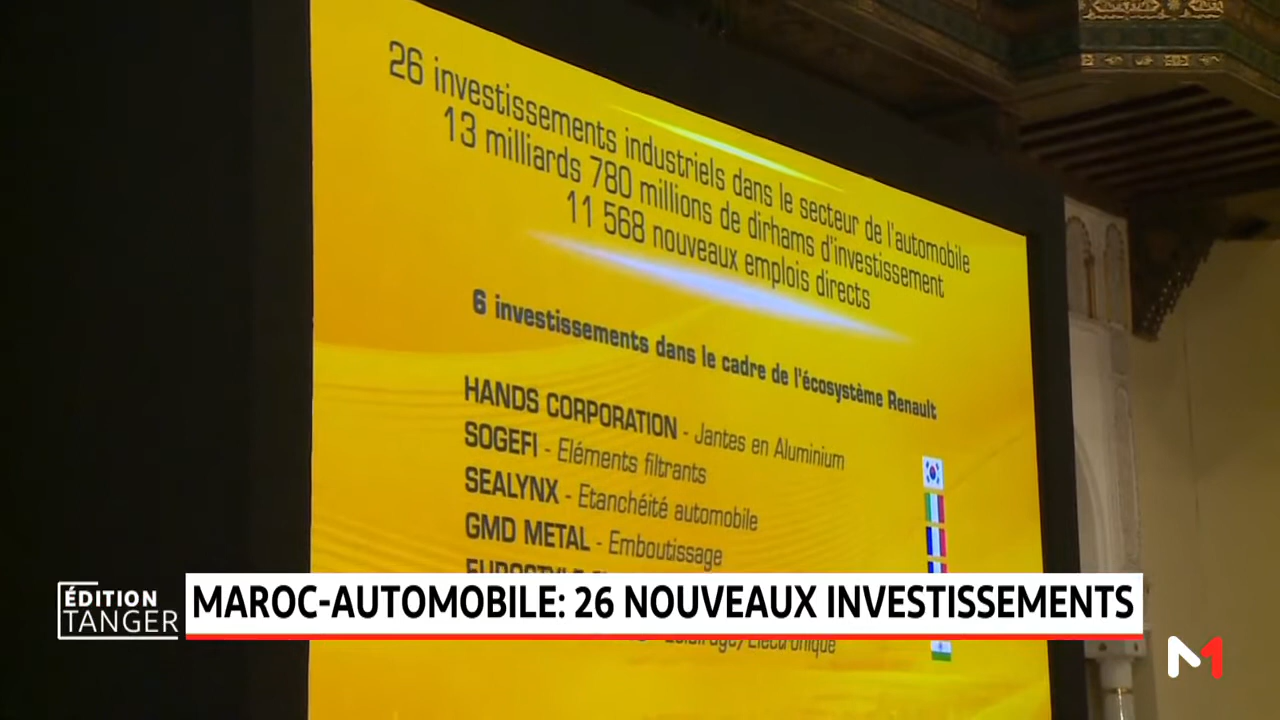 26 investissements industriels dans le secteur de l'automobile
13 milliards 780 millions de dirhams d'investissement
11 568 nouveaux emplois directs
6 investissements dans le cadre de l'écosystème Renault
HANDS CORPORATION - Jantes en Aluminium
SOGEFI - Eléments filtrants
SEALYNX - Etanchéité automobile
GMD METAL - Emboutissage
Eclairage/Electronique
ÉDITION
TANGER
MAROC-AUTOMOBILE: 26 NOUVEAUX INVESTISSEMENTS